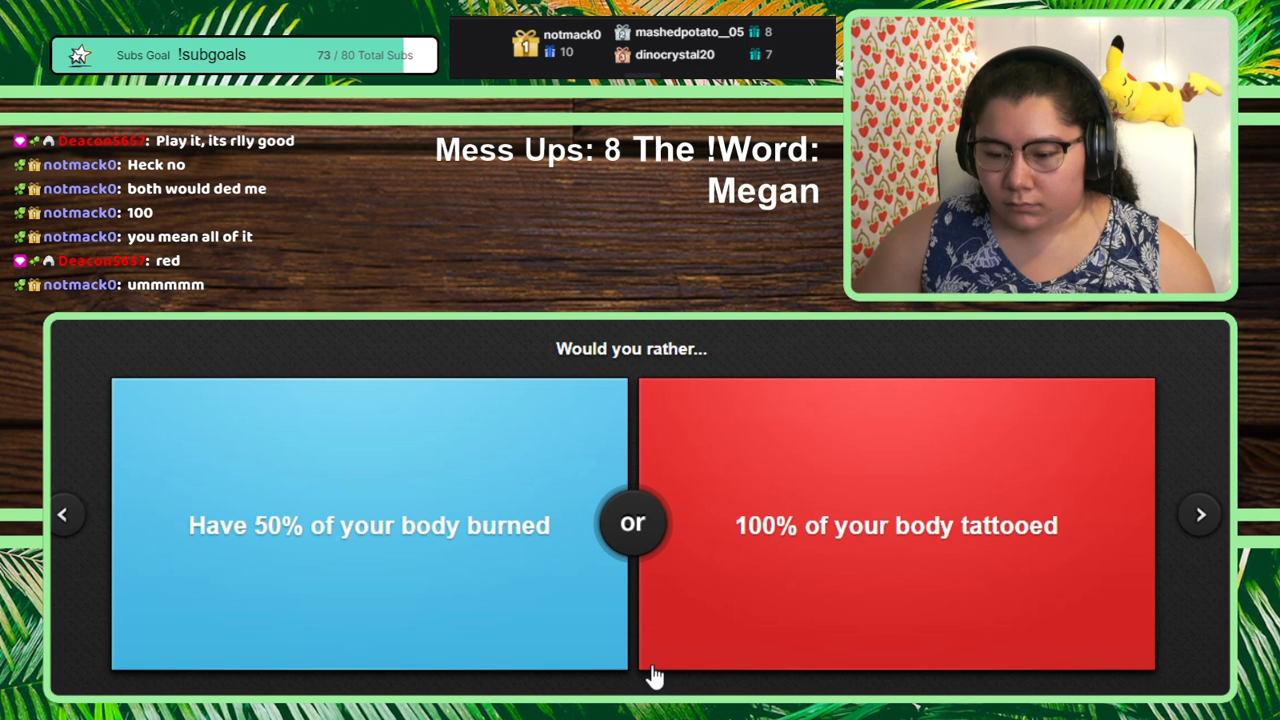 Subs Goal !subgoals 73 / 80 Total Subs
1 notmack0 10
mashedpotato__05 8
dinocrystal20 7
Deacon5657: Play it, its rlly good
notmack0: Heck no
notmack0: both would ded me
notmack0: 100
notmack0: you mean all of it
Deacon5657: red
notmack0: ummmmm
Mess Ups: 8 The !Word:
Megan
Would you rather...
Have 50% of your body burned
or
100% of your body tattooed